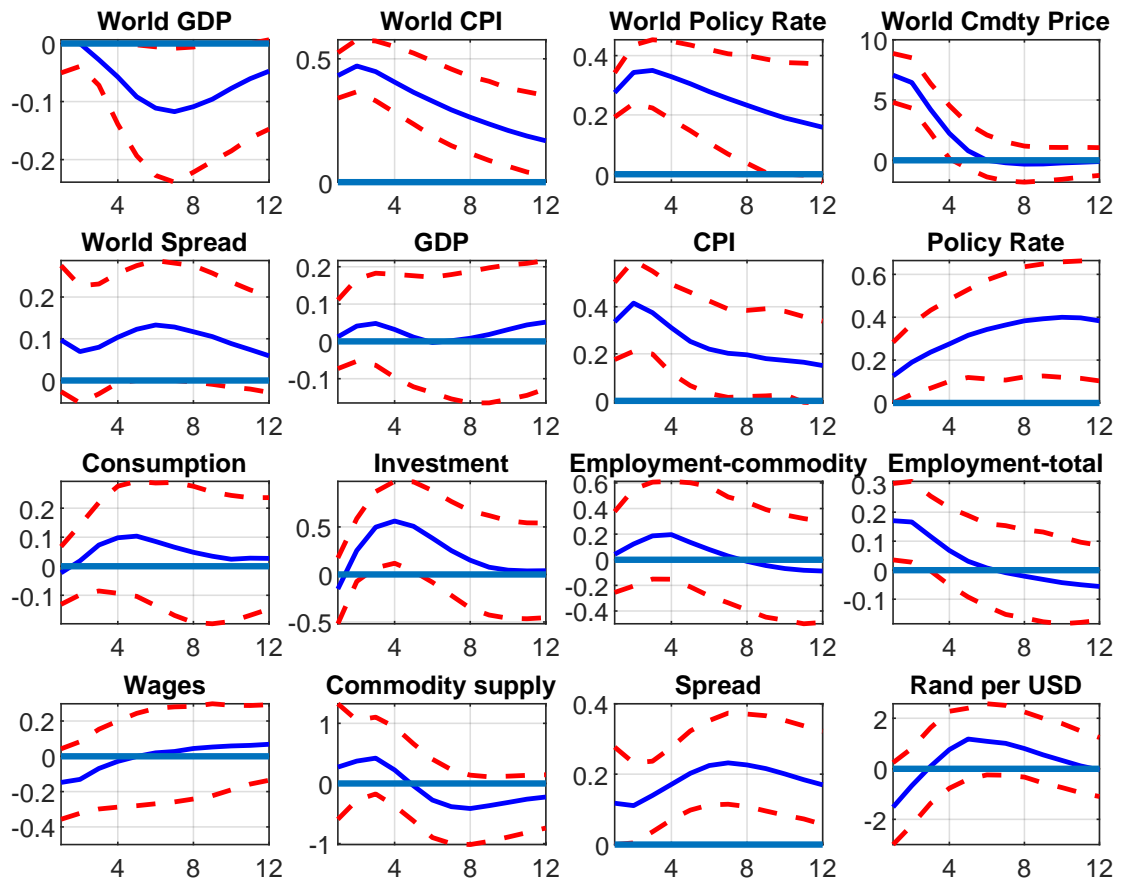 World GDP World CPI World Policy Rate World Cmdty Price
0 -0.1 -0.2 4 8 12
0.5 0 4 8 12
0.4 0.2 0 4 8 12
10 5 0 4 8 12
World Spread GDP CPI Policy Rate
0.2 0.1 0 4 8 12
0.2 0.1 0 -0.1 4 8 12
0.4 0.2 0 4 8 12
0.6 0.4 0.2 0 4 8 12
Consumption Investment Employment-commodity Employment-total
0.2 0.1 0 -0.1 4 8 12
0.5 0 -0.5 4 8 12
0.6 0.4 0.2 0 -0.2 -0.4 4 8 12
0.3 0.2 0.1 0 -0.1 4 8 12
Wages Commodity supply Spread Rand per USD
0.2 0 -0.2 -0.4 4 8 12
1 0 -1 4 8 12
0.4 0.2 0 4 8 12
2 0 -2 4 8 12